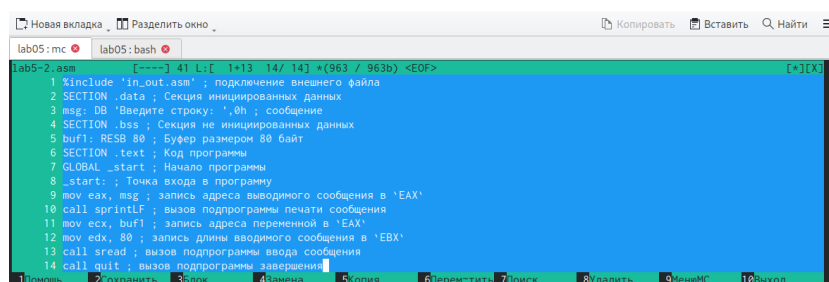 Новая вкладка Разделить окно Копировать Вставить Найти
lab05 : mc lab05 : bash
lab5-2.asm [----] 41 L:[ 1+13 14/ 14] *(963 / 963b) <EOF> [*][X]
1 %include 'in_out.asm' ; подключение внешнего файла
2 SECTION .data ; Секция инициированных данных
3 msg: DB 'Введите строку: ',0h ; сообщение
4 SECTION .bss ; Секция не инициированных данных
5 buf1: RESB 80 ; Буфер размером 80 байт
6 SECTION .text ; Код программы
7 GLOBAL _start ; Начало программы
8 _start: ; Точка входа в программу
9 mov eax, msg ; запись адреса выводимого сообщения в `EAX`
10 call sprintLF ; вызов подпрограммы печати сообщения
11 mov ecx, buf1 ; запись адреса переменной в `EAX`
12 mov edx, 80 ; запись длины вводимого сообщения в `EBX`
13 call sread ; вызов подпрограммы ввода сообщения
14 call quit ; вызов подпрограммы завершения
1Помощь 2Сохранить 3Блок 4Замена 5Копия 6Перем~тить 7Поиск 8Удалить 9МенюMC 10Выход